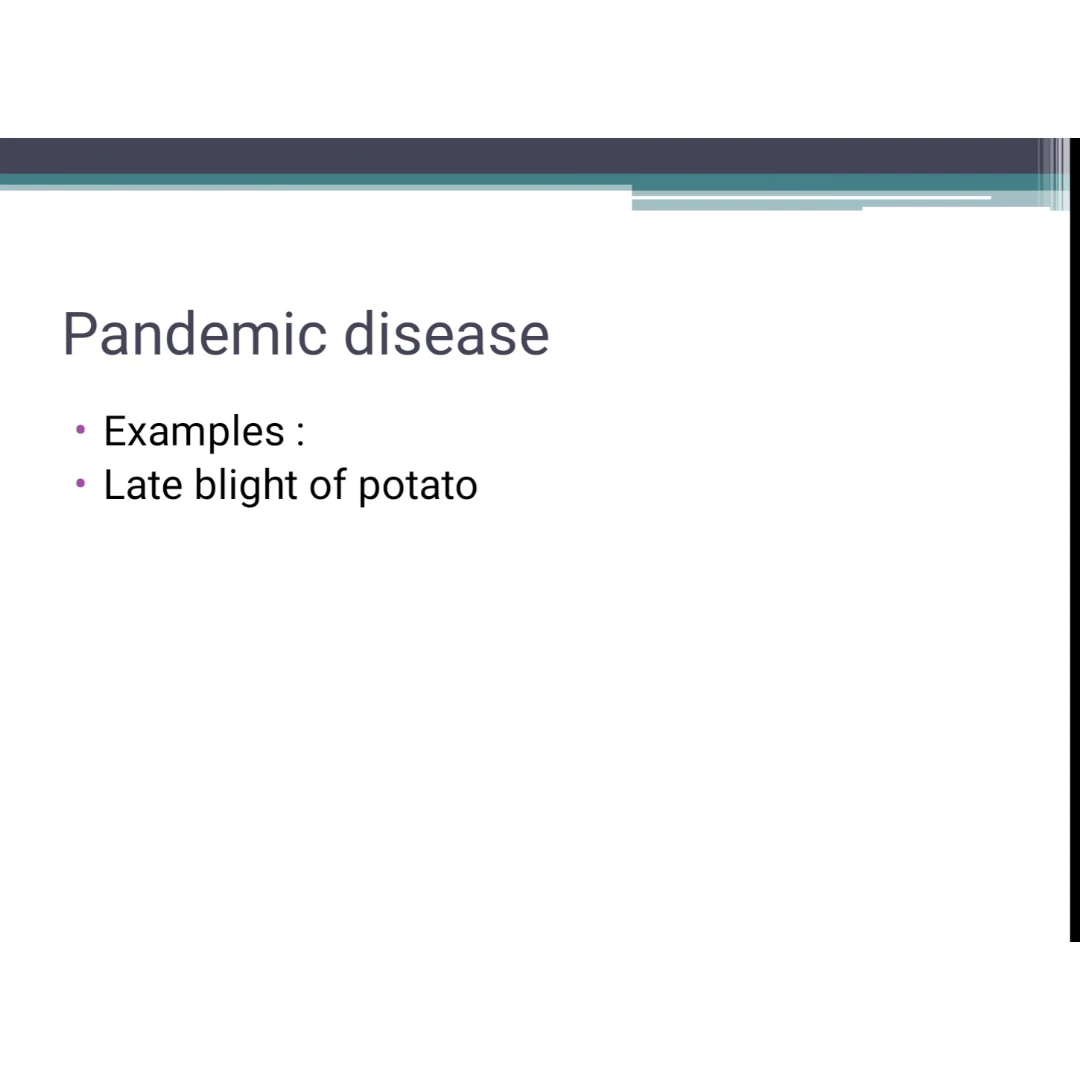 Pandemic disease
• Examples :
• Late blight of potato